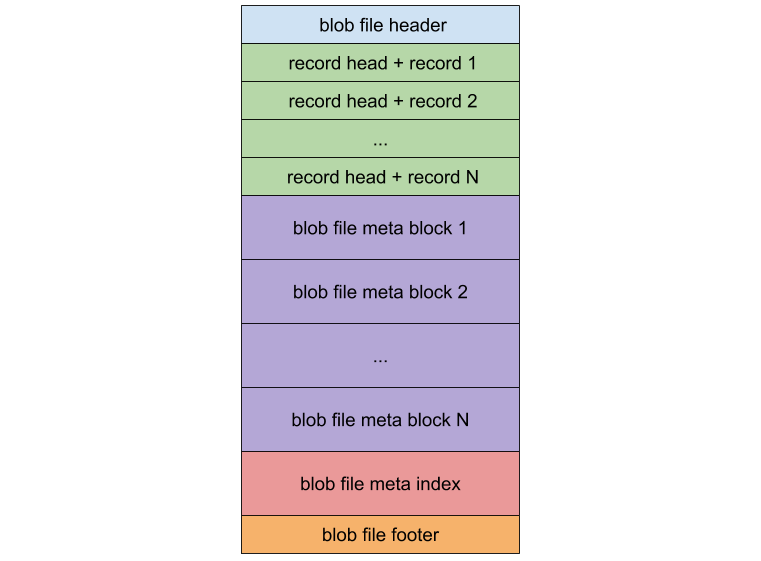 blob file header
record head + record 1
record head + record 2
...
record head + record N
blob file meta block 1
blob file meta block 2
...
blob file meta block N
blob file meta index
blob file footer